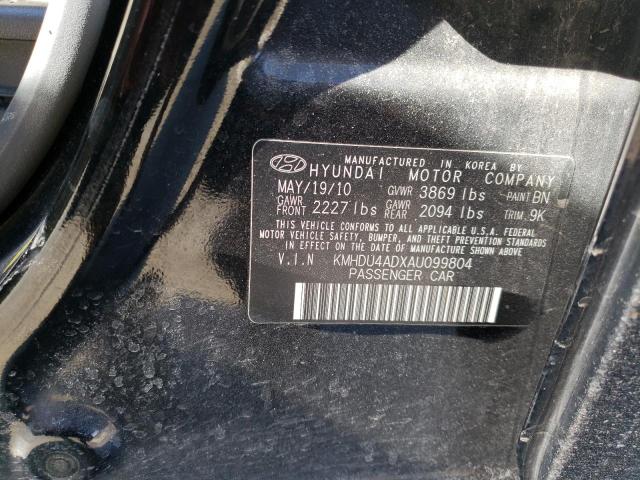 MANUFACTURED IN KOREA BY
HYUNDAI MOTOR COMPANY
MAY/19/10 GVWR 3869 lbs PAINT BN
GAWR FRONT 2227 lbs GAWR REAR 2094 lbs TRIM 9K
THIS VEHICLE CONFORMS TO ALL APPLICABLE U.S.A. FEDERAL
MOTOR VEHICLE SAFETY, BUMPER, AND THEFT PREVENTION
STANDARDS IN EFFECT ON THE DATE OF MANUFACTURE SHOWN ABOVE.
V.I.N KMHDU4ADXAU099804
PASSENGER CAR